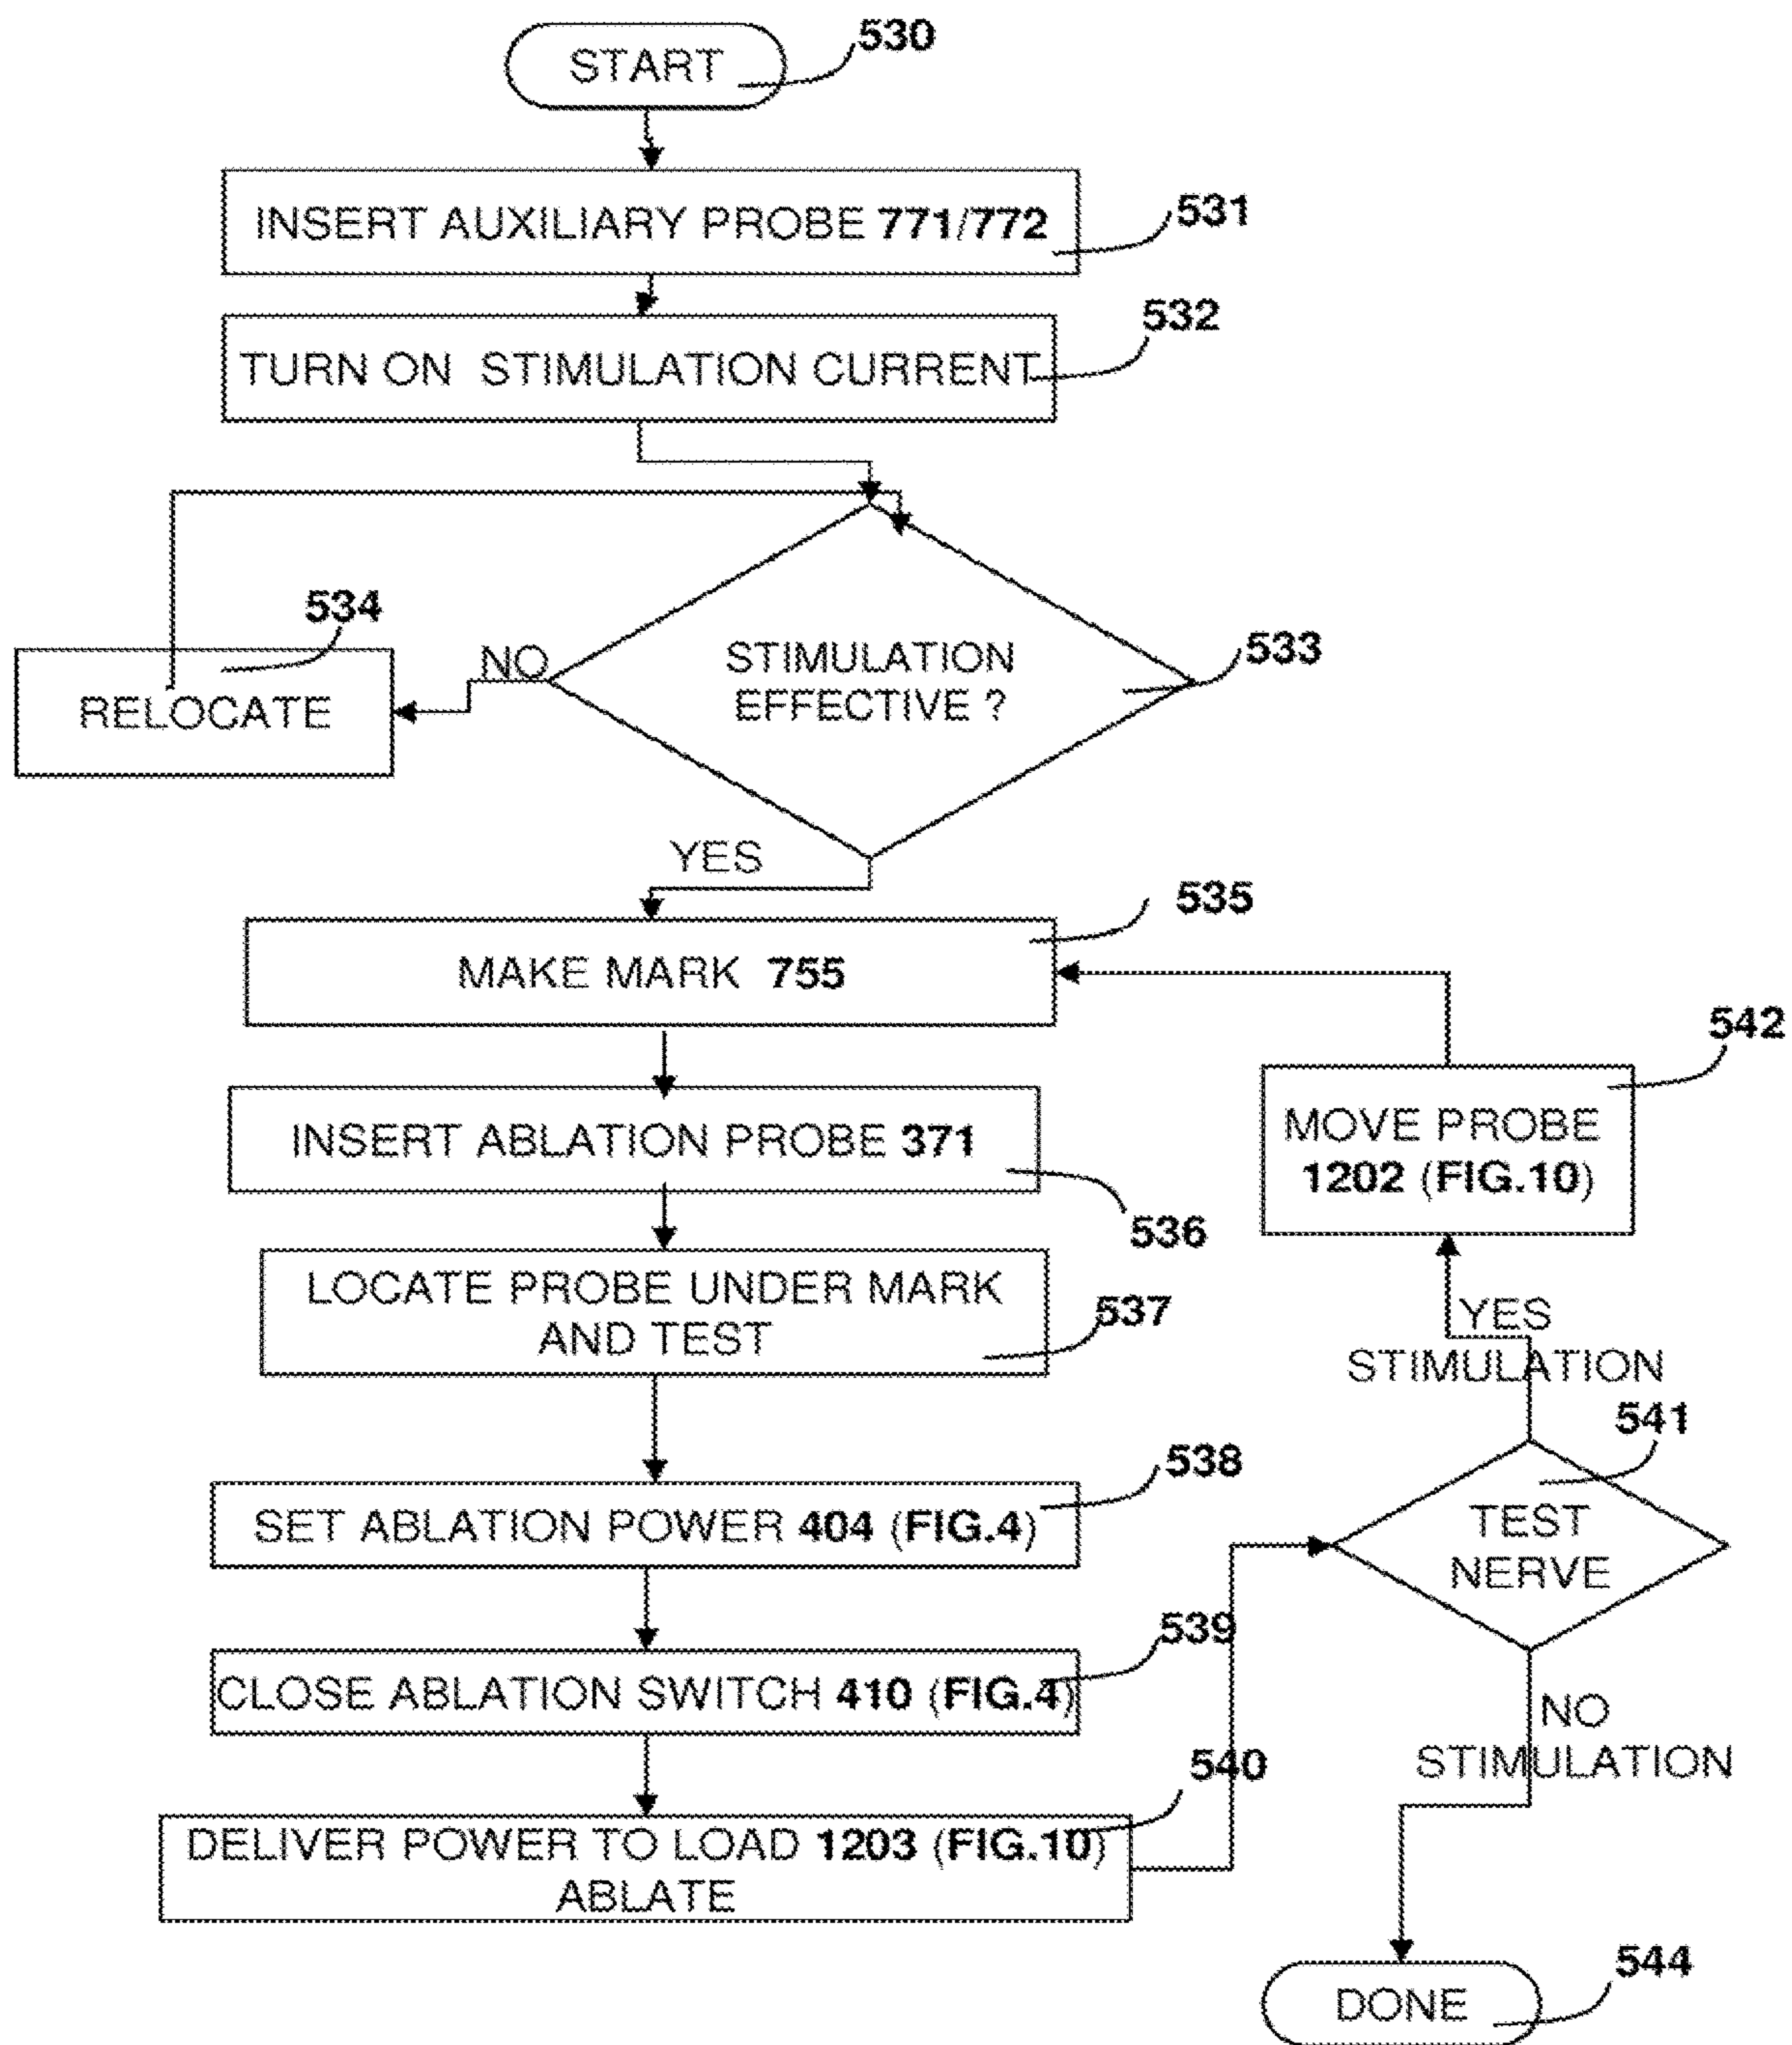 START
530
INSERT AUXILIARY PROBE 771/772
531
TURN ON STIMULATION CURRENT
532
STIMULATION
EFFECTIVE ?
533
NO
534
RELOCATE
YES
535
MAKE MARK 755
INSERT ABLATION PROBE 371
536
LOCATE PROBE UNDER MARK
AND TEST
537
SET ABLATION POWER 404 (FIG.4)
538
CLOSE ABLATION SWITCH 410 (FIG.4)
539
DELIVER POWER TO LOAD 1203 (FIG.10)
ABLATE
540
542
MOVE PROBE
1202 (FIG.10)
YES
STIMULATION
541
TEST
NERVE
NO
STIMULATION
544
DONE